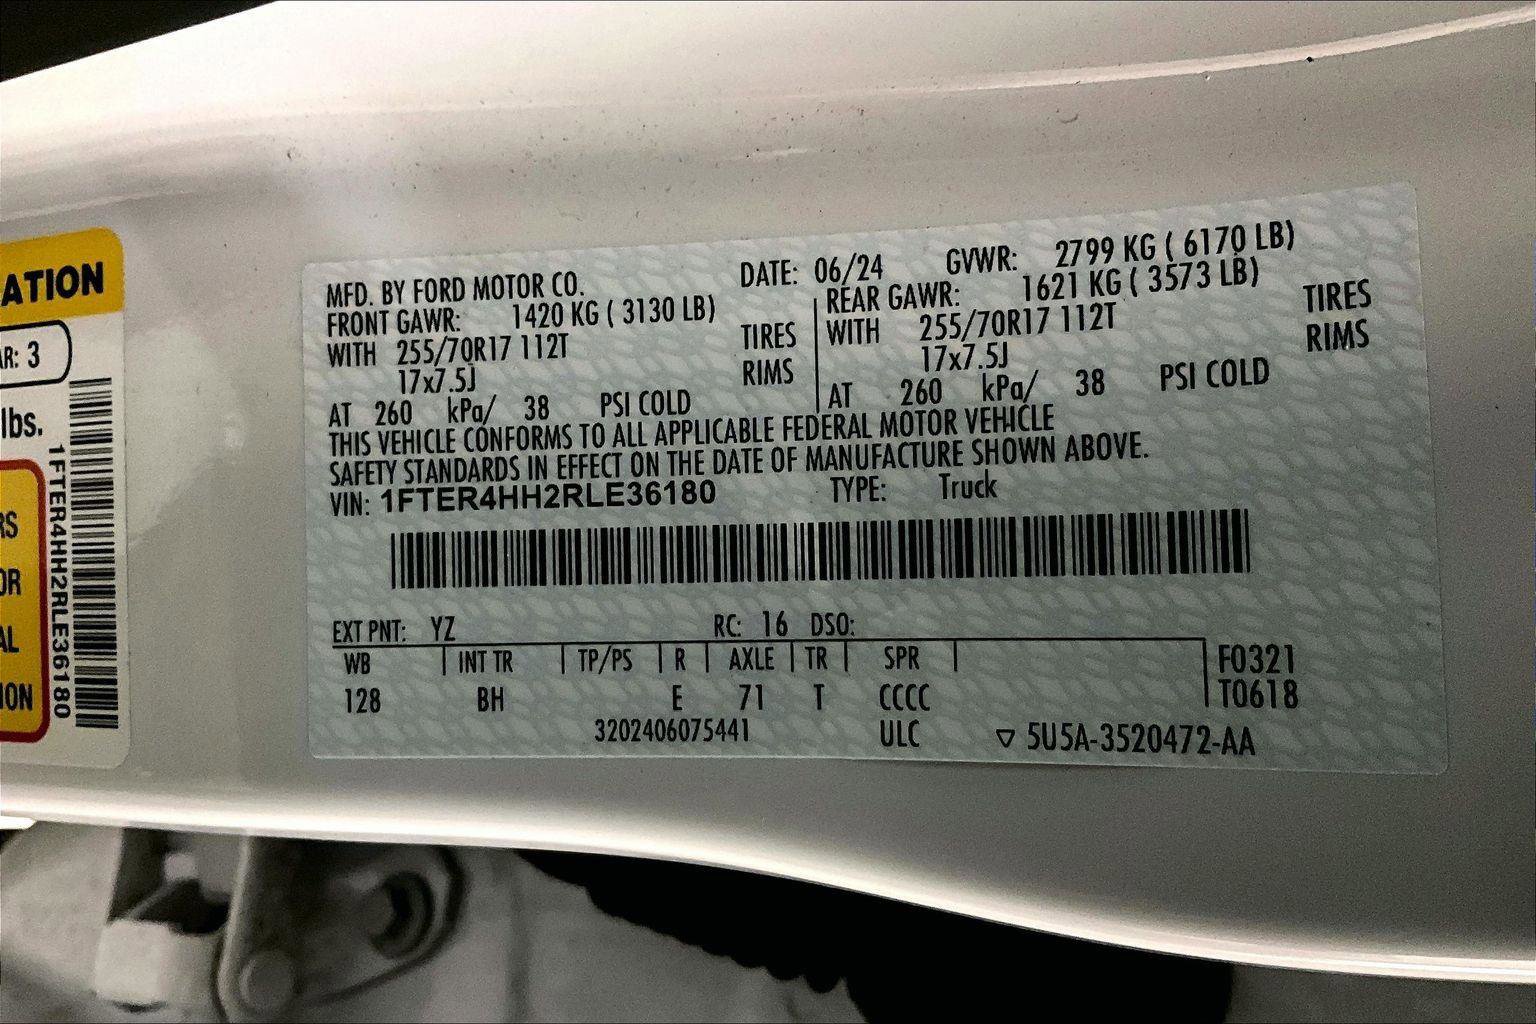 ATION
AR: 3
lbs.
RS
OR
AL
ION
1FTER4HH2RLE36180
MFD. BY FORD MOTOR CO. DATE: 06/24 GVWR: 2799 KG ( 6170 LB)
FRONT GAWR: 1420 KG ( 3130 LB) REAR GAWR: 1621 KG ( 3573 LB)
WITH 255/70R17 112T TIRES WITH 255/70R17 112T TIRES
17x7.5J RIMS 17x7.5J RIMS
AT 260 kPa/ 38 PSI COLD AT 260 kPa/ 38 PSI COLD
THIS VEHICLE CONFORMS TO ALL APPLICABLE FEDERAL MOTOR VEHICLE
SAFETY STANDARDS IN EFFECT ON THE DATE OF MANUFACTURE SHOWN ABOVE.
VIN: 1FTER4HH2RLE36180 TYPE: Truck
EXT PNT: YZ RC: 16 DSO:
WB INT TR TP/PS R AXLE TR SPR F0321
128 BH E 71 T CCCC T0618
3202406075441 ULC ▽ 5U5A-3520472-AA